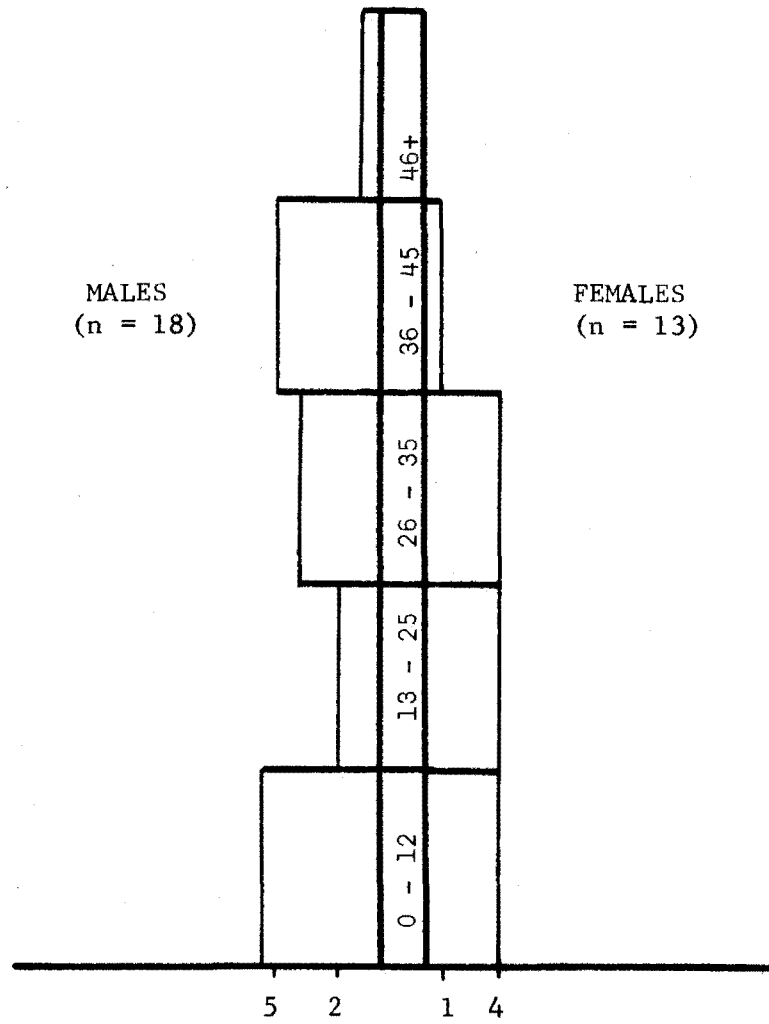 46+
36 - 45
MALES
(n = 18)
FEMALES
(n = 13)
26 - 35
13 - 25
0 - 12
5 2 1 4